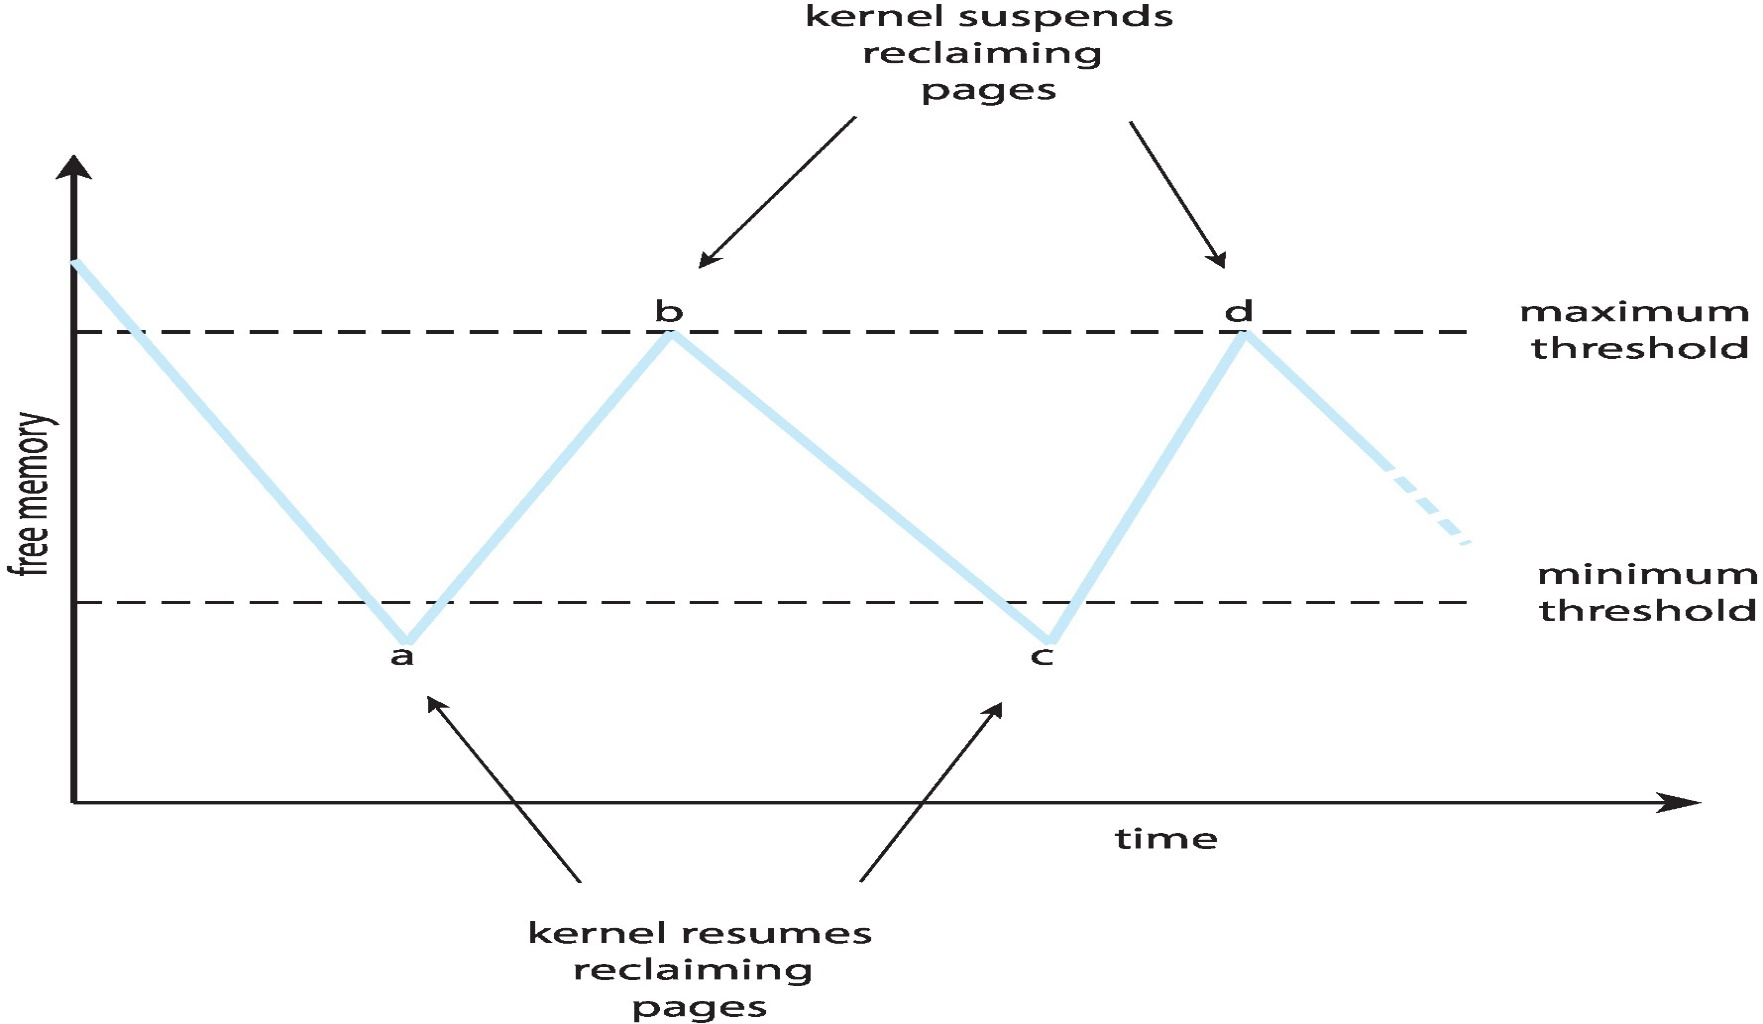 kernel suspends
reclaiming
pages
b
d
maximum
threshold
free memory
minimum
threshold
a
c
time
kernel resumes
reclaiming
pages